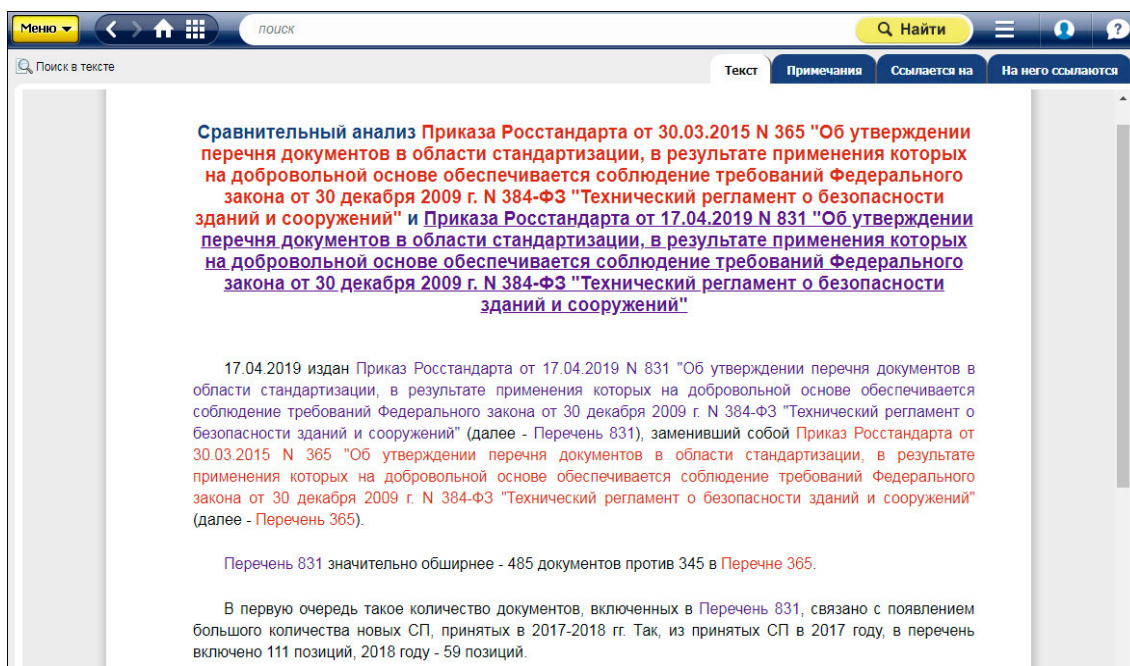 Меню
поиск
Найти
?
Поиск в тексте
Текст
Примечания
Ссылается на
На него ссылаются
Сравнительный анализ Приказа Росстандарта от 30.03.2015 N 365 "Об утверждении
перечня документов в области стандартизации, в результате применения которых
на добровольной основе обеспечивается соблюдение требований Федерального
закона от 30 декабря 2009 г. N 384-ФЗ "Технический регламент о безопасности
зданий и сооружений" и Приказа Росстандарта от 17.04.2019 N 831 "Об утверждении
перечня документов в области стандартизации, в результате применения которых
на добровольной основе обеспечивается соблюдение требований Федерального
закона от 30 декабря 2009 г. N 384-ФЗ "Технический регламент о безопасности
зданий и сооружений"
17.04.2019 издан Приказ Росстандарта от 17.04.2019 N 831 "Об утверждении перечня документов в
области стандартизации, в результате применения которых на добровольной основе обеспечивается
соблюдение требований Федерального закона от 30 декабря 2009 г. N 384-ФЗ "Технический регламент о
безопасности зданий и сооружений" (далее - Перечень 831), заменивший собой Приказ Росстандарта от
30.03.2015 N 365 "Об утверждении перечня документов в области стандартизации, в результате
применения которых на добровольной основе обеспечивается соблюдение требований Федерального
закона от 30 декабря 2009 г. N 384-ФЗ "Технический регламент о безопасности зданий и сооружений"
(далее - Перечень 365).
Перечень 831 значительно обширнее - 485 документов против 345 в Перечне 365.
В первую очередь такое количество документов, включенных в Перечень 831, связано с появлением
большого количества новых СП, принятых в 2017-2018 гг. Так, из принятых СП в 2017 году, в перечень
включено 111 позиций, 2018 году - 59 позиций.